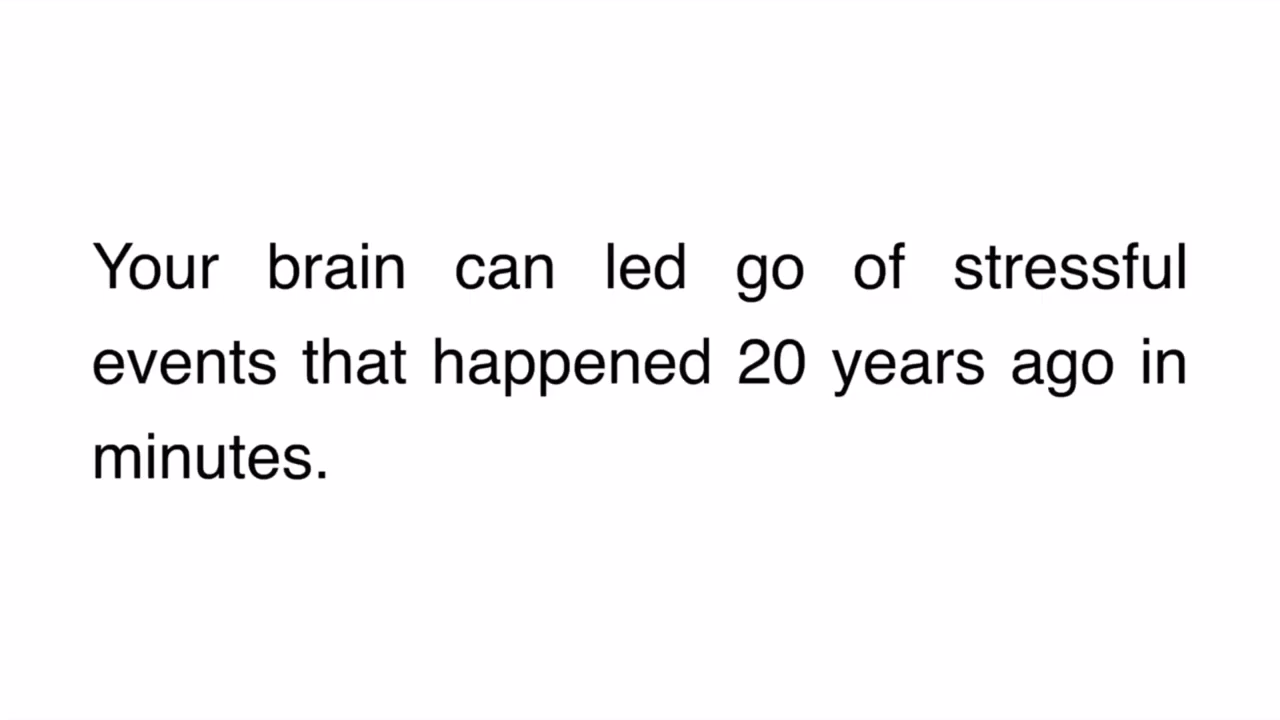 Your brain can led go of stressful
events that happened 20 years ago in
minutes.